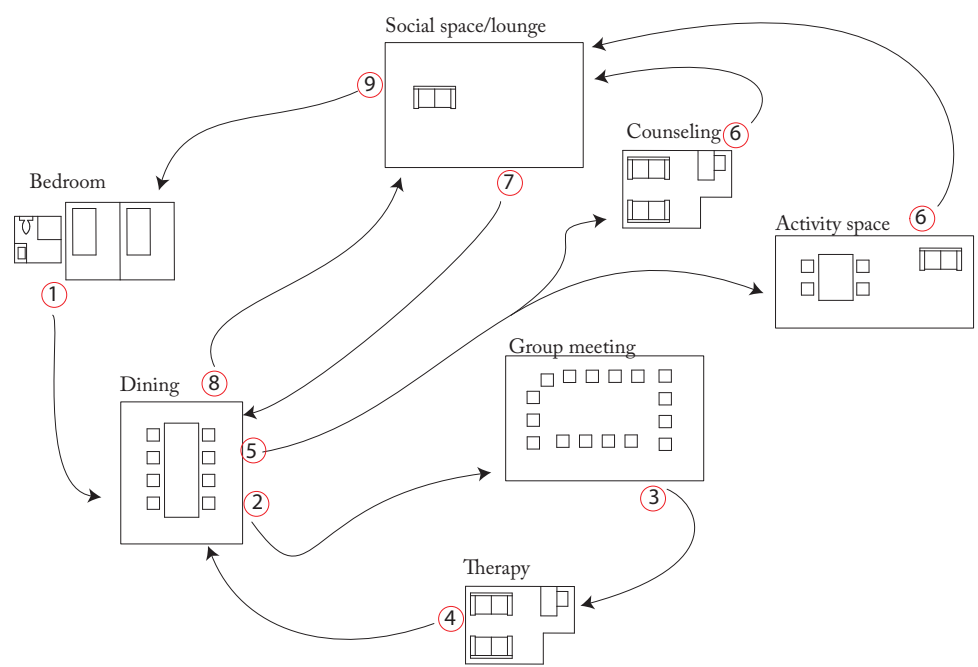 Social space/lounge
9
Counseling 6
7
6
Bedroom
Activity space
1
Group meeting
Dining
8
5
2
3
Therapy
4